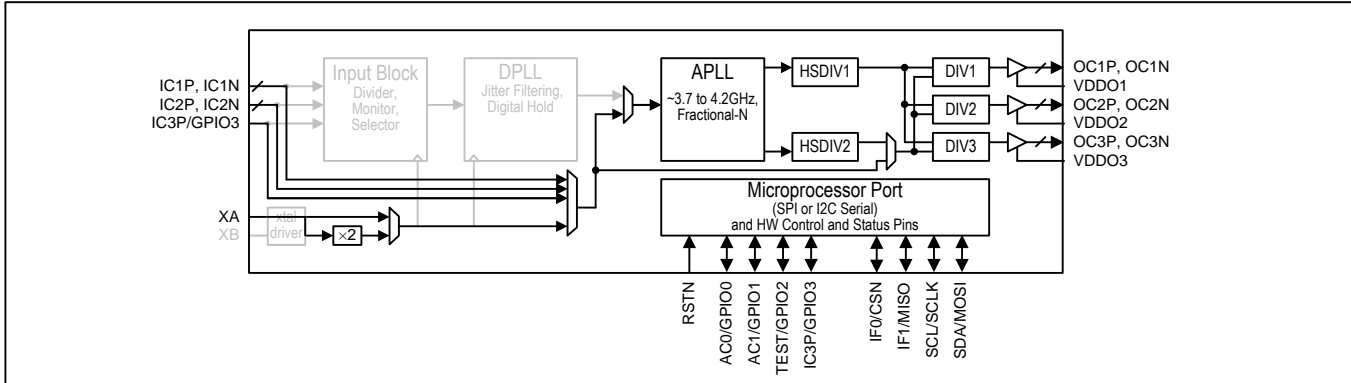 IC1P, IC1N
IC2P, IC2N
IC3P/GPIO3
XA
XB
Input Block
Divider,
Monitor,
Selector
DPLL
Jitter Filtering,
Digital Hold
xtal
driver
×2
APLL
~3.7 to 4.2GHz,
Fractional-N
HSDIV1
HSDIV2
DIV1
DIV2
DIV3
OC1P, OC1N
VDDO1
OC2P, OC2N
VDDO2
OC3P, OC3N
VDDO3
Microprocessor Port
(SPI or I2C Serial)
and HW Control and Status Pins
RSTN
AC0/GPIO0
AC1/GPIO1
TEST/GPIO2
IC3P/GPIO3
IF0/CSN
IF1/MISO
SCL/SCLK
SDA/MOSI